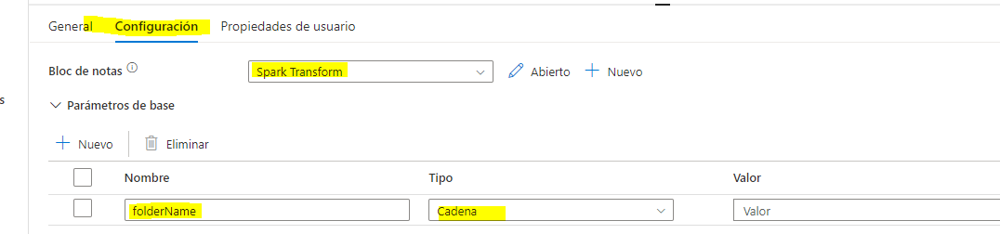 General Configuración Propiedades de usuario
Bloc de notas Spark Transform Abierto Nuevo
s
Parámetros de base
Nuevo Eliminar
Nombre Tipo Valor
folderName Cadena Valor